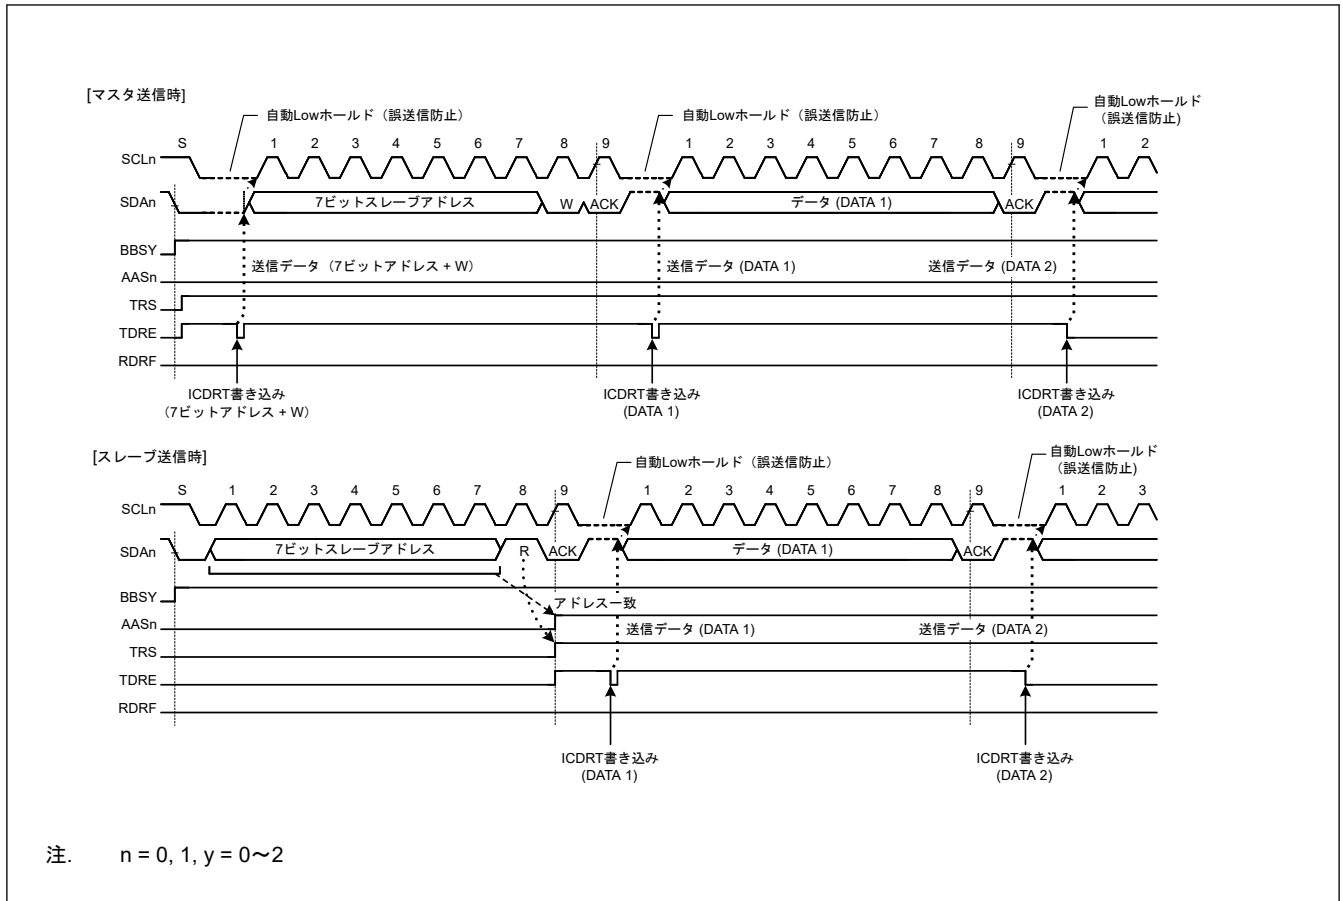 [マスタ送信時]
自動Lowホールド（誤送信防止）
自動Lowホールド（誤送信防止）
自動Lowホールド
（誤送信防止)
S 1 2 3 4 5 6 7 8 9 1 2 3 4 5 6 7 8 9 1 2
SCLn
SDAn 7ビットスレーブアドレス W ACK データ (DATA 1) ACK
BBSY
送信データ（7ビットアドレス + W） 送信データ (DATA 1) 送信データ (DATA 2)
AASn
TRS
TDRE
RDRF
ICDRT書き込み
（7ビットアドレス + W）
ICDRT書き込み
(DATA 1)
ICDRT書き込み
(DATA 2)
[スレーブ送信時]
自動Lowホールド（誤送信防止）
自動Lowホールド
（誤送信防止)
S 1 2 3 4 5 6 7 8 9 1 2 3 4 5 6 7 8 9 1 2 3
SCLn
SDAn 7ビットスレーブアドレス R ACK データ (DATA 1) ACK
BBSY
アドレス一致
AASn
送信データ (DATA 1) 送信データ (DATA 2)
TRS
TDRE
RDRF
ICDRT書き込み
(DATA 1)
ICDRT書き込み
(DATA 2)
注. n = 0, 1, y = 0～2